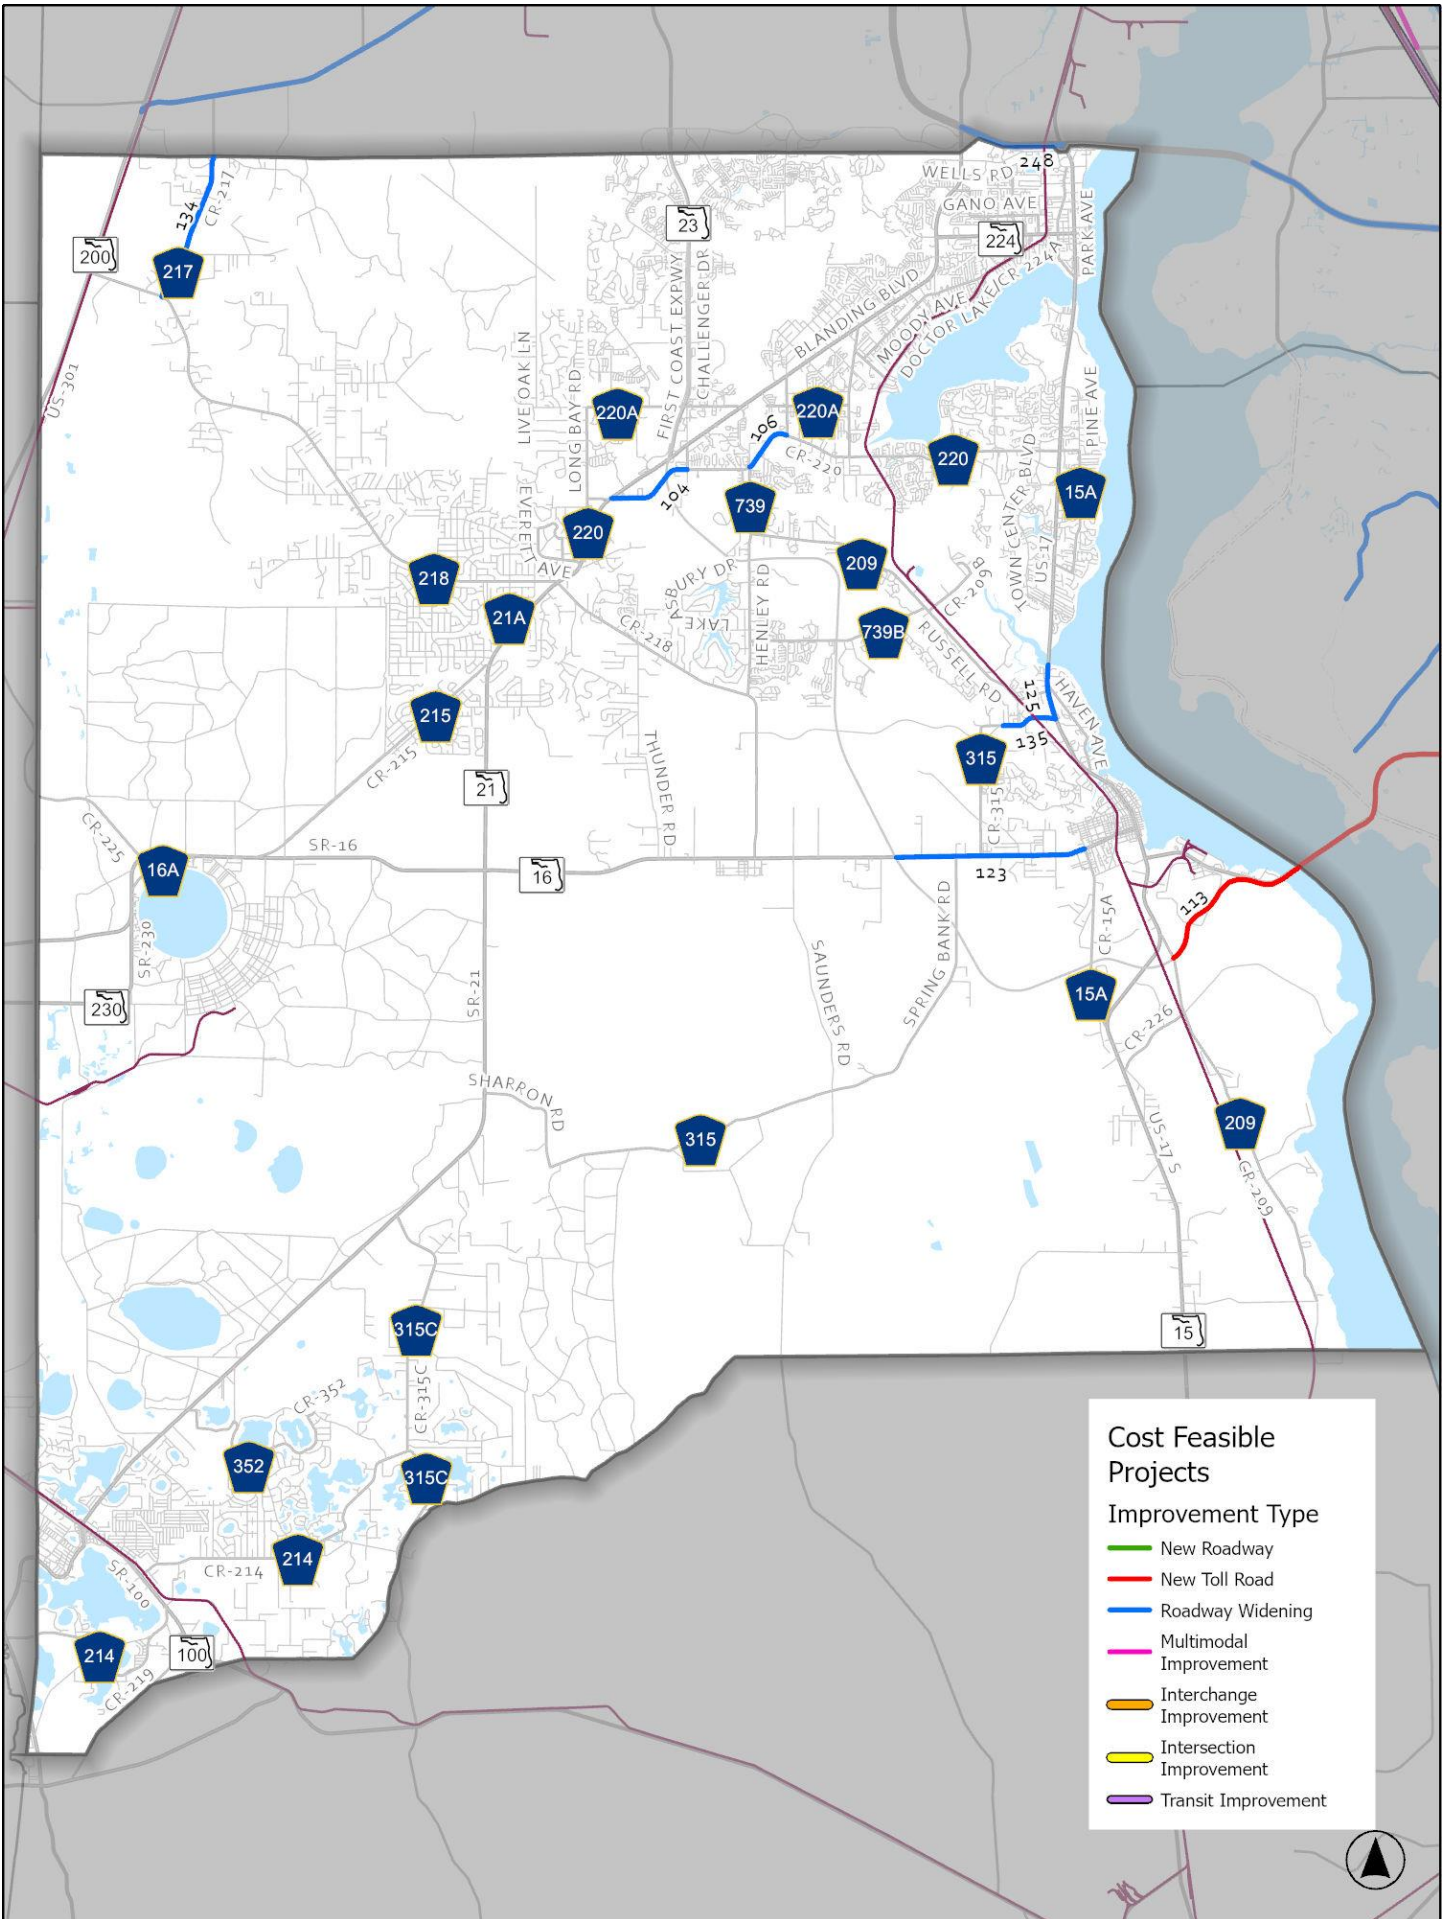 248
WELLS RD
GANO AVE
134
CR-217
23
224
PARK AVE
200
217
CHALLENGER DR
FIRST COAST EXPWY
BLANDING BLVD
MOODY AVE
DOCTOR LAKE/CR 224A
US-301
LIVE OAK LN
LONG BAY RD
220A
220A
106
CR-220
220
PINE AVE
15A
104
739
EVERETT AVE
220
TOWN CENTER BLVD
US-17
209
218
21A
LAKE ASBURY DR
CR-209B
739B
CR-218
HENLEY RD
RUSSELL RD
125
HAVEN AVE
215
CR-215
135
315
THUNDER RD
21
CR-315
CR-225
16A
SR-16
16
123
113
SR-230
SPRING BANK RD
CR-15A
SAUNDERS RD
230
SR-21
15A
CR-226
SHARRON RD
315
US-17 S
209
CR-209
315C
15
CR-315C
CR-352
352
315C
214
CR-214
SR-100
214
100
CR-219
Cost Feasible
Projects
Improvement Type
New Roadway
New Toll Road
Roadway Widening
Multimodal
Improvement
Interchange
Improvement
Intersection
Improvement
Transit Improvement